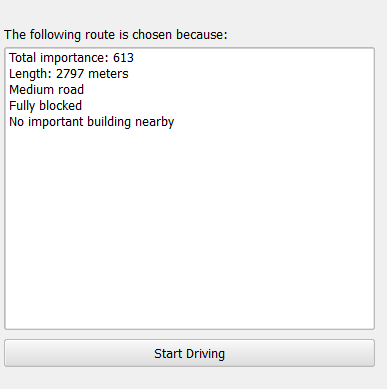 The following route is chosen because:
Total importance: 613
Length: 2797 meters
Medium road
Fully blocked
No important building nearby
Start Driving